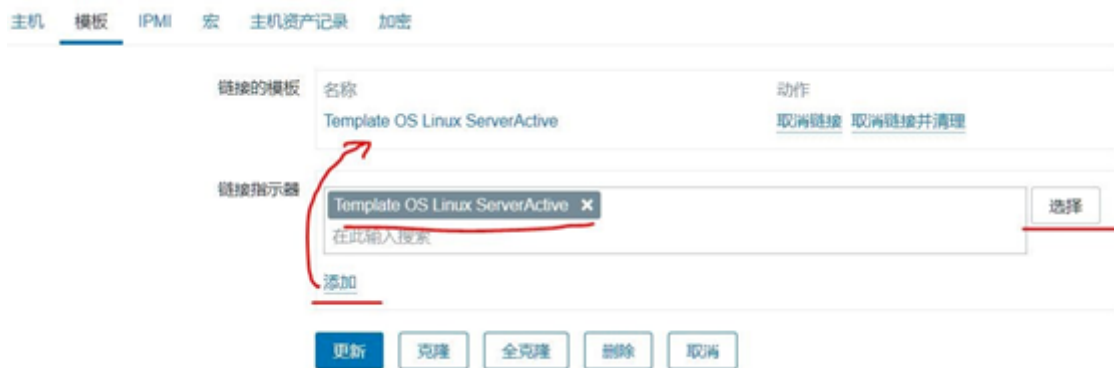 主机 模板 IPMI 宏 主机资产记录 加密
链接的模板 名称 动作
Template OS Linux ServerActive 取消链接 取消链接并清理
链接指示器 Template OS Linux ServerActive ×
选择
在此输入搜索
添加
更新 克隆 全克隆 删除 取消